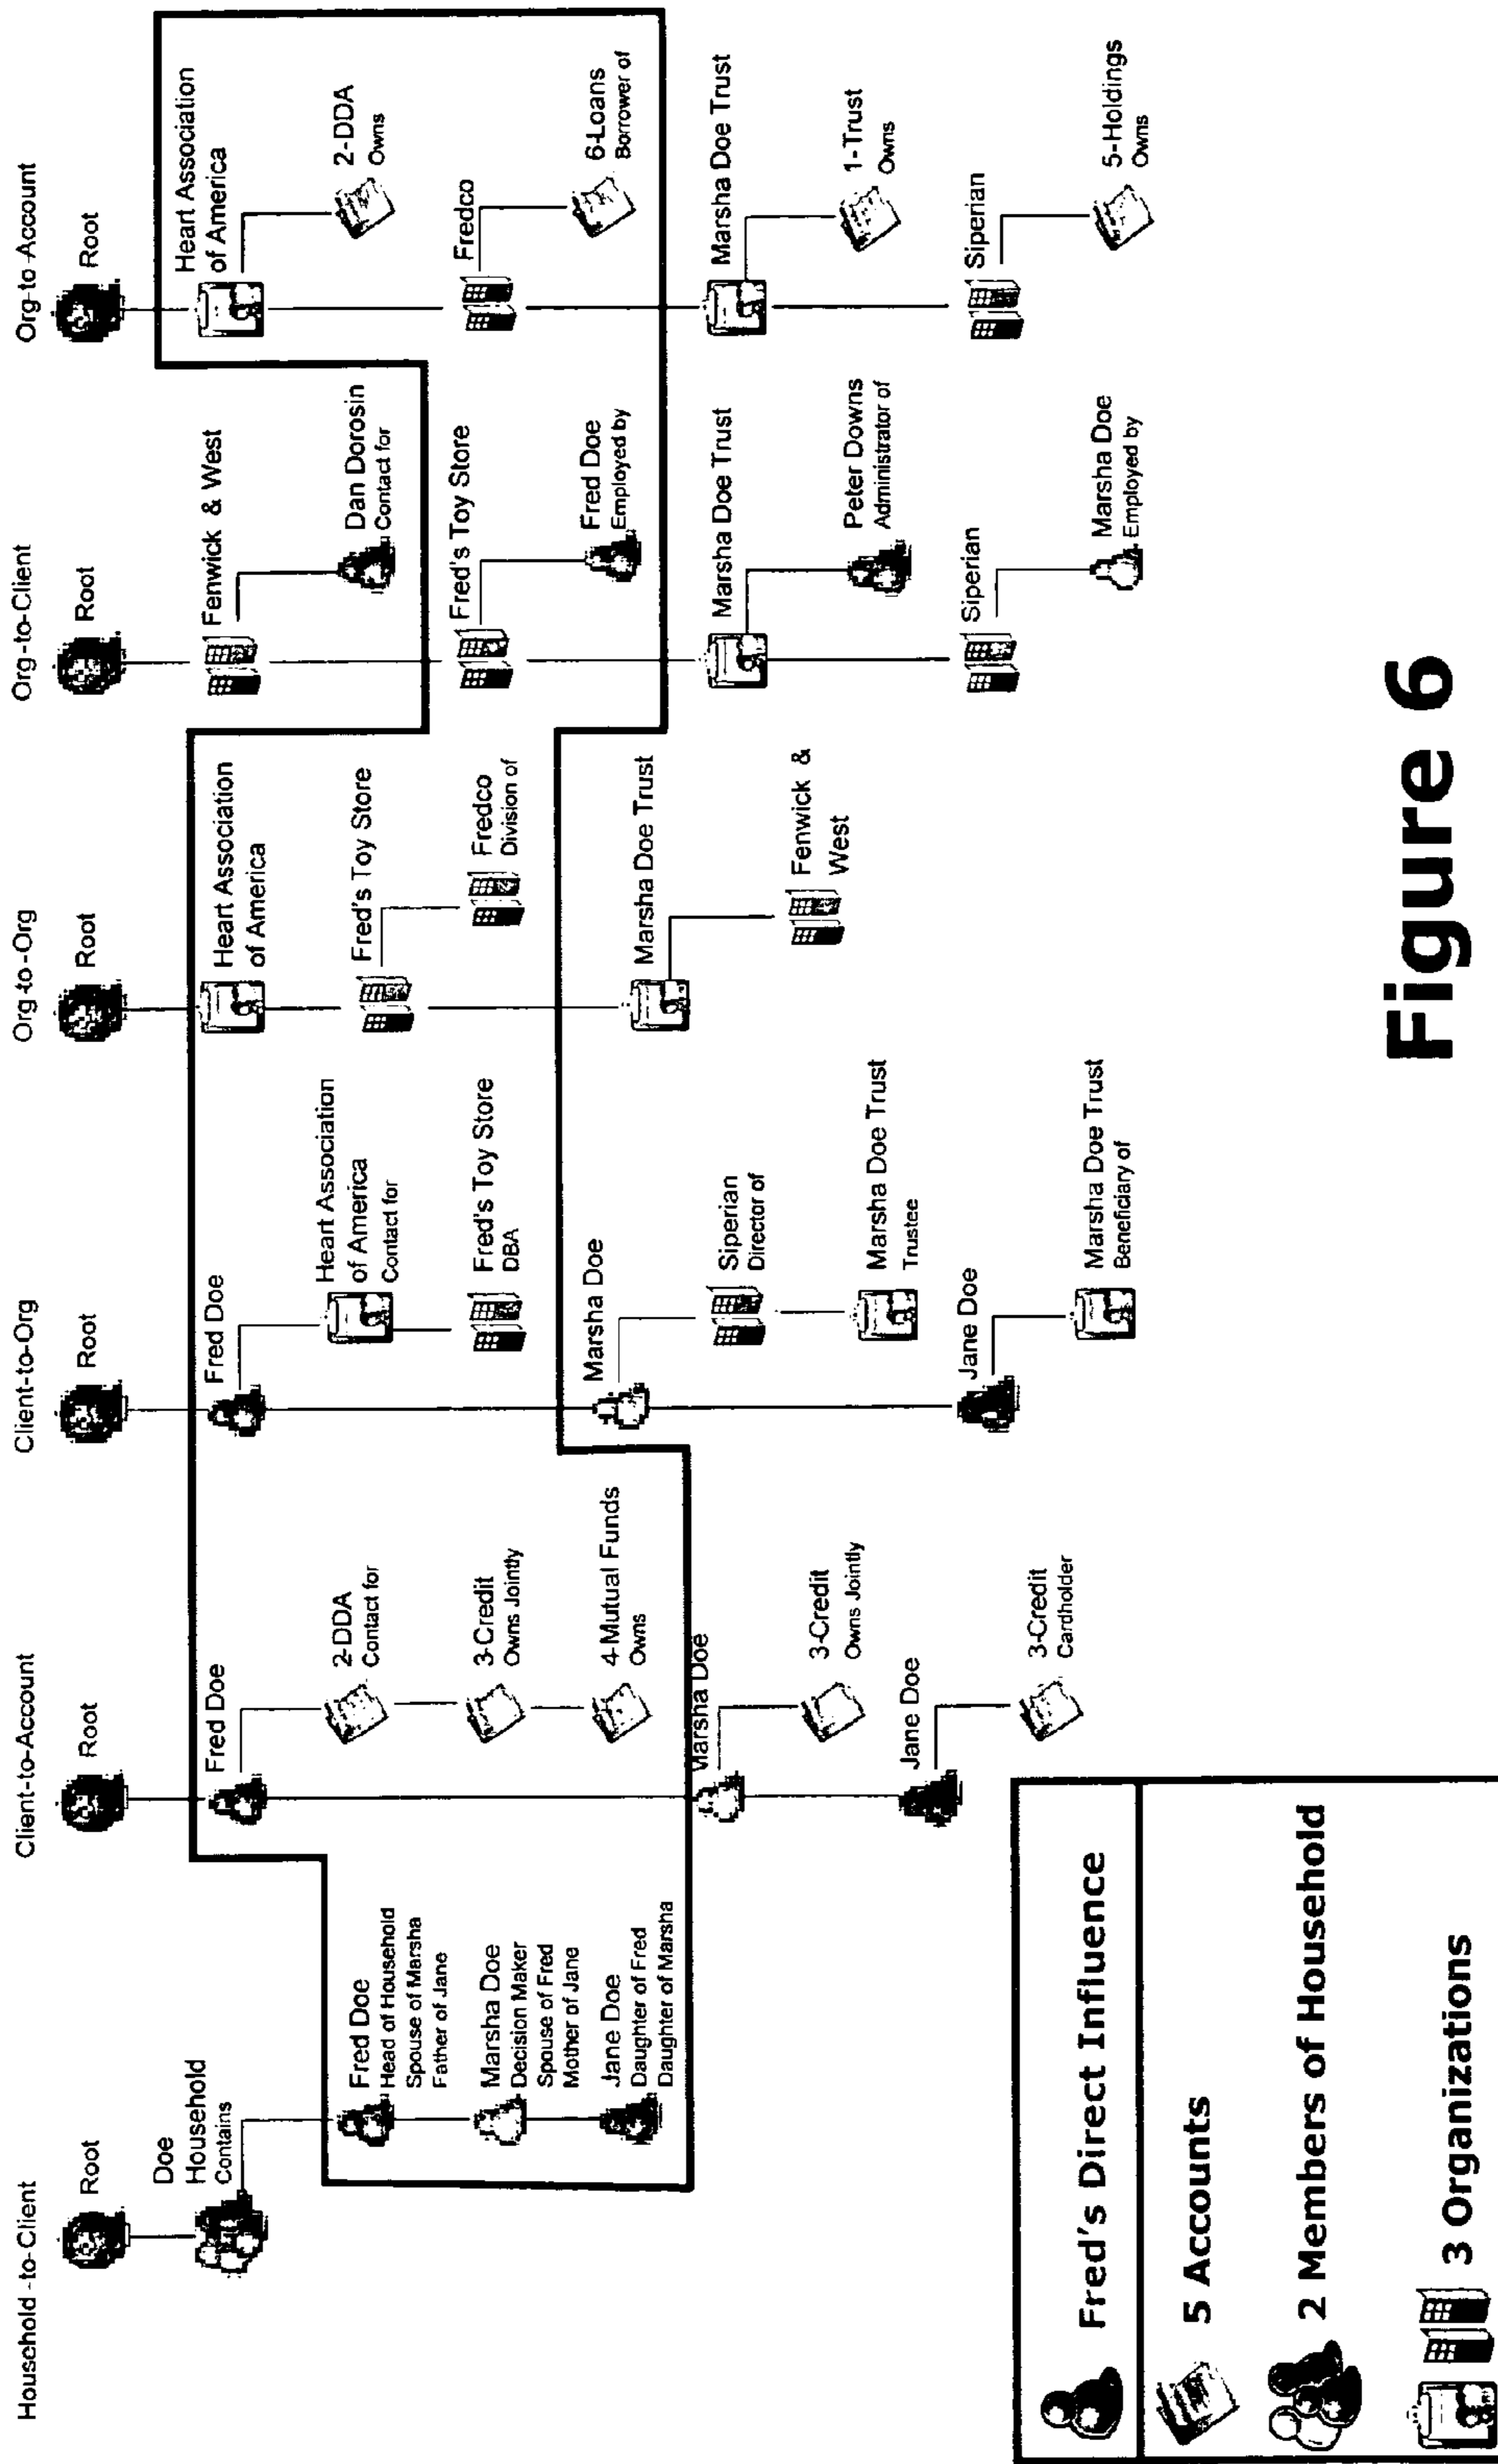 Household -to-Client
Root
Doe
Household
Contains
Fred Doe
Head of Household
Spouse of Marsha
Father of Jane
Marsha Doe
Decision Maker
Spouse of Fred
Mother of Jane
Jane Doe
Daughter of Fred
Daughter of Marsha
Client-to-Account
Root
Fred Doe
2-DDA
Contact for
3-Credit
Owns Jointly
4-Mutual Funds
Owns
Marsha Doe
3-Credit
Owns Jointly
Jane Doe
3-Credit
Cardholder
Client-to-Org
Root
Fred Doe
Heart Association
of America
Contact for
Fred's Toy Store
DBA
Marsha Doe
Siperian
Director of
Marsha Doe Trust
Trustee
Jane Doe
Marsha Doe Trust
Beneficiary of
Org-to-Org
Root
Heart Association
of America
Fred's Toy Store
Fredco
Division of
Marsha Doe Trust
Fenwick &
West
Org-to-Client
Root
Fenwick & West
Dan Dorosin
Contact for
Fred's Toy Store
Fred Doe
Employed by
Marsha Doe Trust
Peter Downs
Administrator of
Siperian
Marsha Doe
Employed by
Org-to-Account
Root
Heart Association
of America
2-DDA
Owns
Fredco
6-Loans
Borrower of
Marsha Doe Trust
1-Trust
Owns
Siperian
5-Holdings
Owns
Fred's Direct Influence
5 Accounts
2 Members of Household
3 Organizations
Figure 6